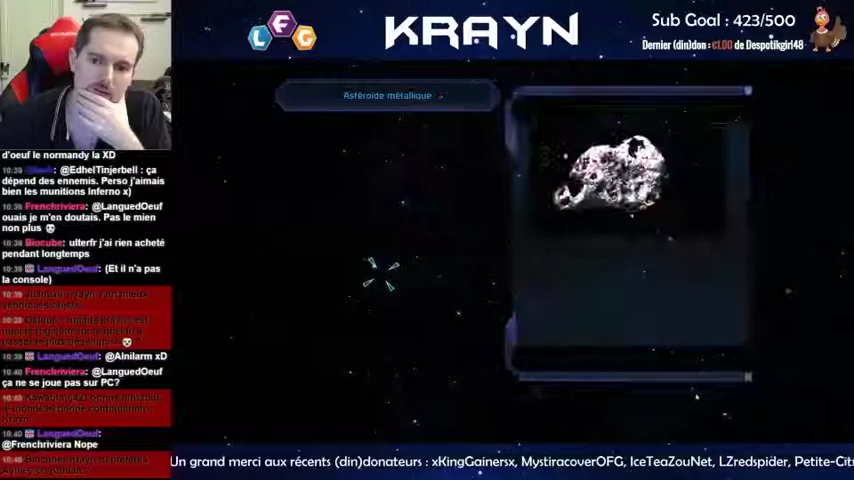 L F G
KRAYN
Sub Goal : 423/500
Dernier (din)don : €1.00 de Despotikgirl48
Astéroïde métallique
d'oeuf le normandy la XD
10:39 @EdhelTinjerbell : ça
dépend des ennemis. Perso j'aimais
bien les munitions Inferno x)
10:39 Frenchriviera: @LanguedOeuf
ouais je m'en doutais. Pas le mien
non plus
10:39 Biocube: ulterfr j'ai rien acheté
pendant longtemps
10:39 LanguedOeuf: (Et il n'a pas
la console)
10:39 LanguedOeuf: @Alnilarm xD
10:40 Frenchriviera: @LanguedOeuf
ça ne se joue pas sur PC?
10:40 LanguedOeuf:
@Frenchriviera Nope
Un grand merci aux récents (din)donateurs : xKingGainersx, MystiracoverOFG, IceTeaZouNet, LZredspider, Petite-Cit